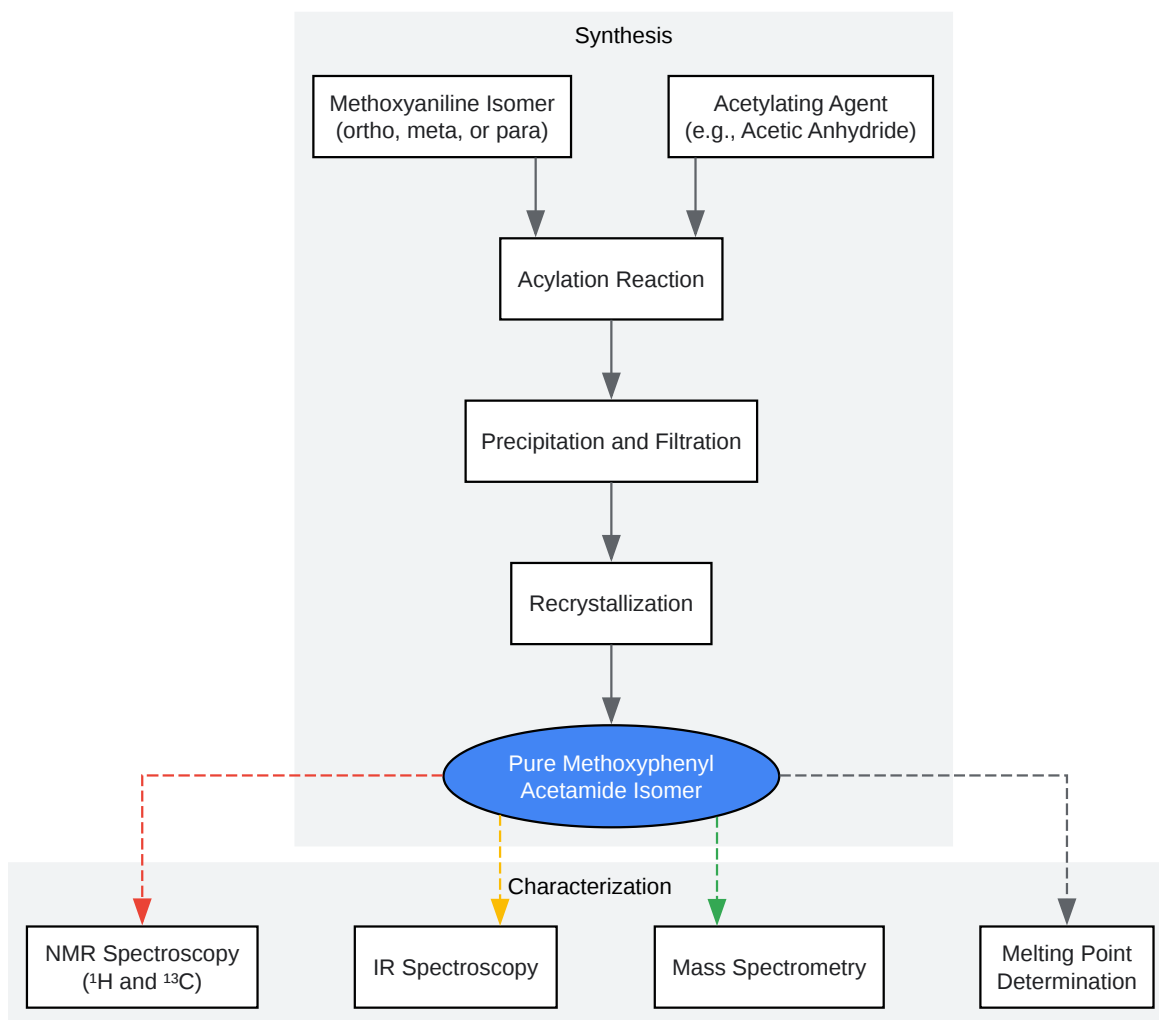 Synthesis
Methoxyaniline Isomer
(ortho, meta, or para)
Acetylating Agent
(e.g., Acetic Anhydride)
Acylation Reaction
Precipitation and Filtration
Recrystallization
Pure Methoxyphenyl
Acetamide Isomer
Characterization
NMR Spectroscopy
(¹H and ¹³C)
IR Spectroscopy
Mass Spectrometry
Melting Point
Determination